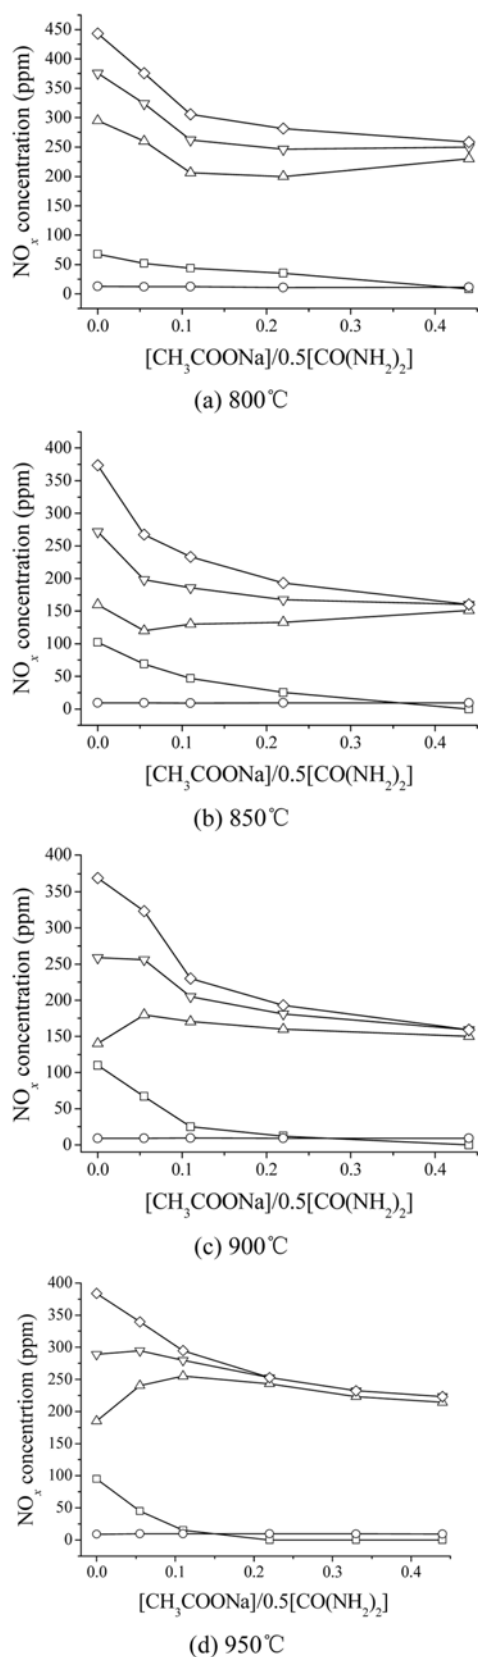 450
400
350
300
250
200
150
100
50
0
NOₓ concentration (ppm)
0.0 0.1 0.2 0.3 0.4
[CH₃COONa]/0.5[CO(NH₂)₂]
(a) 800℃
400
350
300
250
200
150
100
50
0
NOₓ concentration (ppm)
0.0 0.1 0.2 0.3 0.4
[CH₃COONa]/0.5[CO(NH₂)₂]
(b) 850℃
400
350
300
250
200
150
100
50
0
NOₓ concentration (ppm)
0.0 0.1 0.2 0.3 0.4
[CH₃COONa]/0.5[CO(NH₂)₂]
(c) 900℃
400
350
300
250
200
150
100
50
0
NOₓ concentrtiom (ppm)
0.0 0.1 0.2 0.3 0.4
[CH₃COONa]/0.5[CO(NH₂)₂]
(d) 950℃